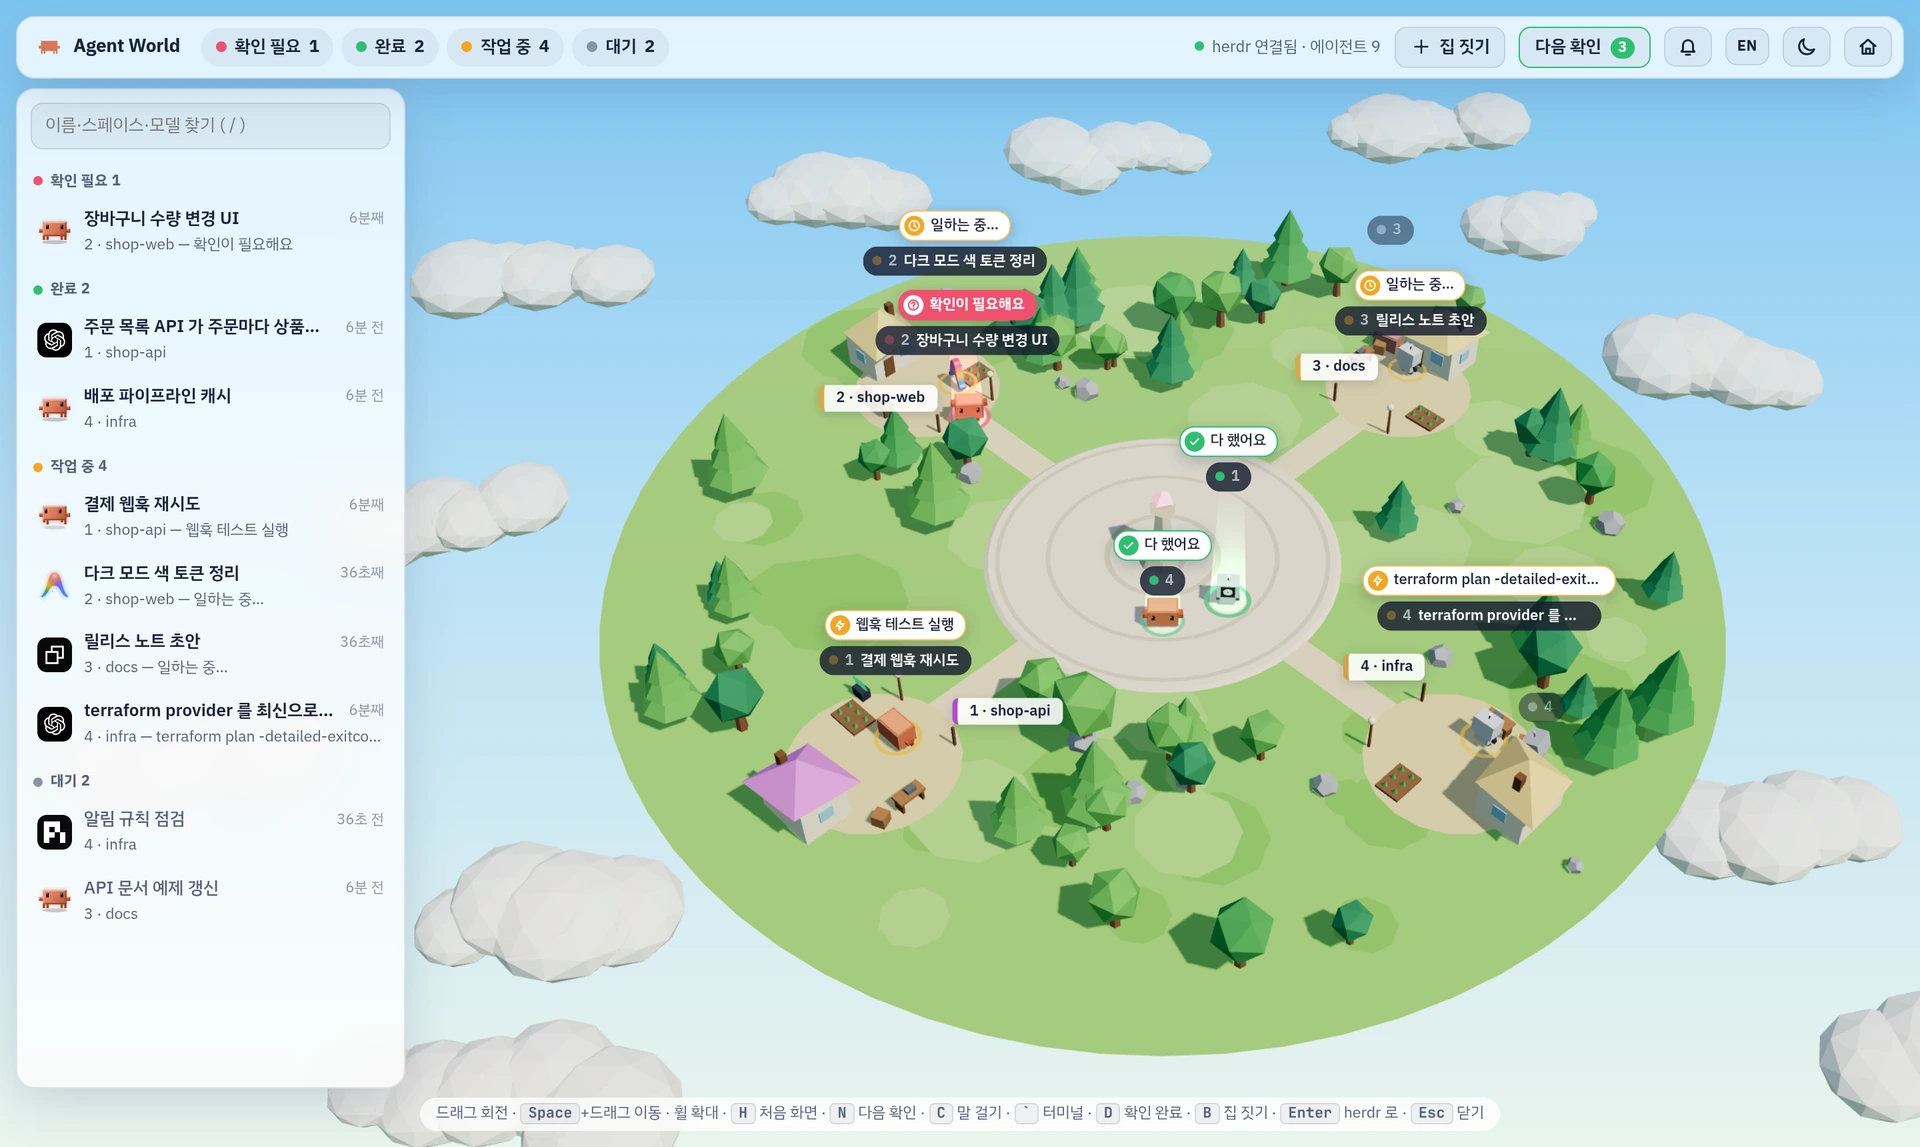 Agent World
확인 필요 1
완료 2
작업 중 4
대기 2
herdr 연결됨 · 에이전트 9
+ 집 짓기
다음 확인 3
EN
이름·스페이스·모델 찾기 ( / )
확인 필요 1
장바구니 수량 변경 UI 6분째
2 · shop-web — 확인이 필요해요
완료 2
주문 목록 API 가 주문마다 상품... 6분 전
1 · shop-api
배포 파이프라인 캐시 6분 전
4 · infra
작업 중 4
결제 웹훅 재시도 6분째
1 · shop-api — 웹훅 테스트 실행
다크 모드 색 토큰 정리 36초째
2 · shop-web — 일하는 중...
릴리스 노트 초안 36초째
3 · docs — 일하는 중...
terraform provider 를 최신으로... 6분째
4 · infra — terraform plan -detailed-exitco...
대기 2
알림 규칙 점검 36초 전
4 · infra
API 문서 예제 갱신 6분 전
3 · docs
일하는 중...
2 다크 모드 색 토큰 정리
확인이 필요해요
2 장바구니 수량 변경 UI
2 · shop-web
3
일하는 중...
3 릴리스 노트 초안
3 · docs
다 했어요
1
다 했어요
4
terraform plan -detailed-exit...
4 terraform provider 를 ...
4 · infra
4
웹훅 테스트 실행
1 결제 웹훅 재시도
1 · shop-api
드래그 회전 · Space +드래그 이동 · 휠 확대 · H 처음 화면 · N 다음 확인 · C 말 걸기 · ` 터미널 · D 확인 완료 · B 집 짓기 · Enter herdr 로 · Esc 닫기